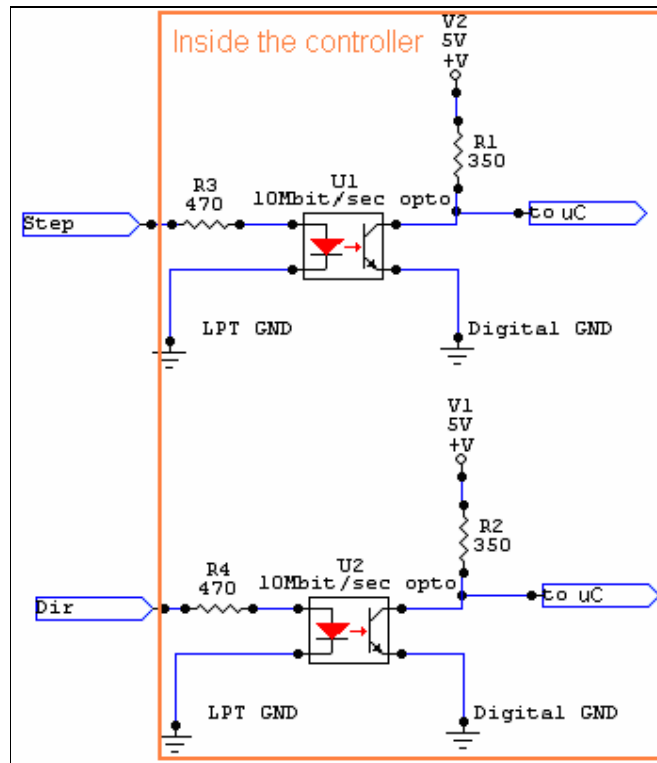 Inside the controller
V2
5V
+V
R1
350
U1
R3
10Mbit/sec opto
470
to uC
Step
LPT GND
Digital GND
V1
5V
+V
R2
350
U2
R4
10Mbit/sec opto
470
to uC
Dir
LPT GND
Digital GND